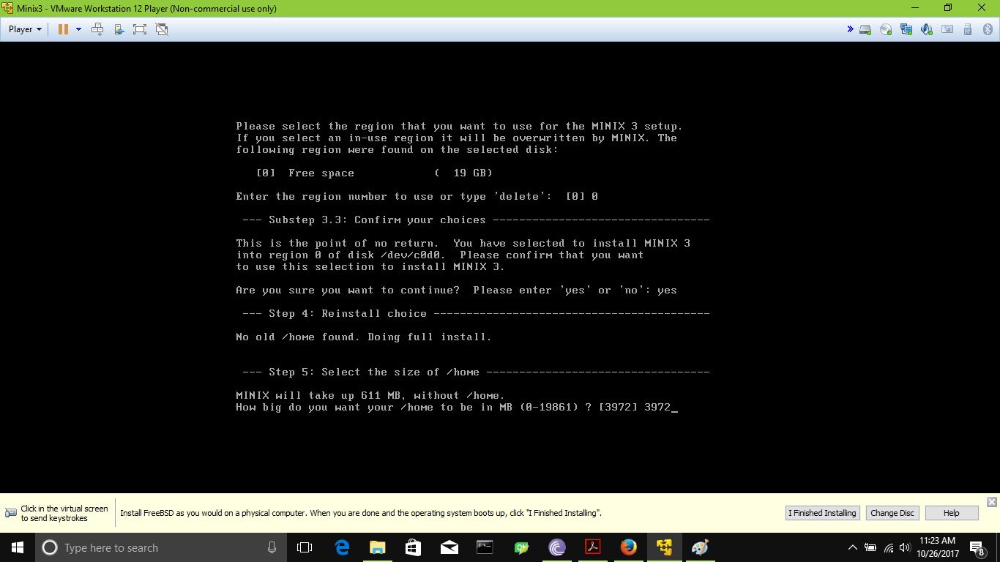 Minix3 - VMware Workstation 12 Player (Non-commercial use only)
Player
Please select the region that you want to use for the MINIX 3 setup.
If you select an in-use region it will be overwritten by MINIX. The
following region were found on the selected disk:
[0] Free space ( 19 GB)
Enter the region number to use or type 'delete': [0] 0
--- Substep 3.3: Confirm your choices ---------------------------------
This is the point of no return. You have selected to install MINIX 3
into region 0 of disk /dev/c0d0. Please confirm that you want
to use this selection to install MINIX 3.
Are you sure you want to continue? Please enter 'yes' or 'no': yes
--- Step 4: Reinstall choice ------------------------------------------
No old /home found. Doing full install.
--- Step 5: Select the size of /home ----------------------------------
MINIX will take up 611 MB, without /home.
How big do you want your /home to be in MB (0-19861) ? [3972] 3972_
Click in the virtual screen
to send keystrokes
Install FreeBSD as you would on a physical computer. When you are done and the operating system boots up, click "I Finished Installing".
I Finished Installing
Change Disc
Help
Type here to search
11:23 AM
10/26/2017
8